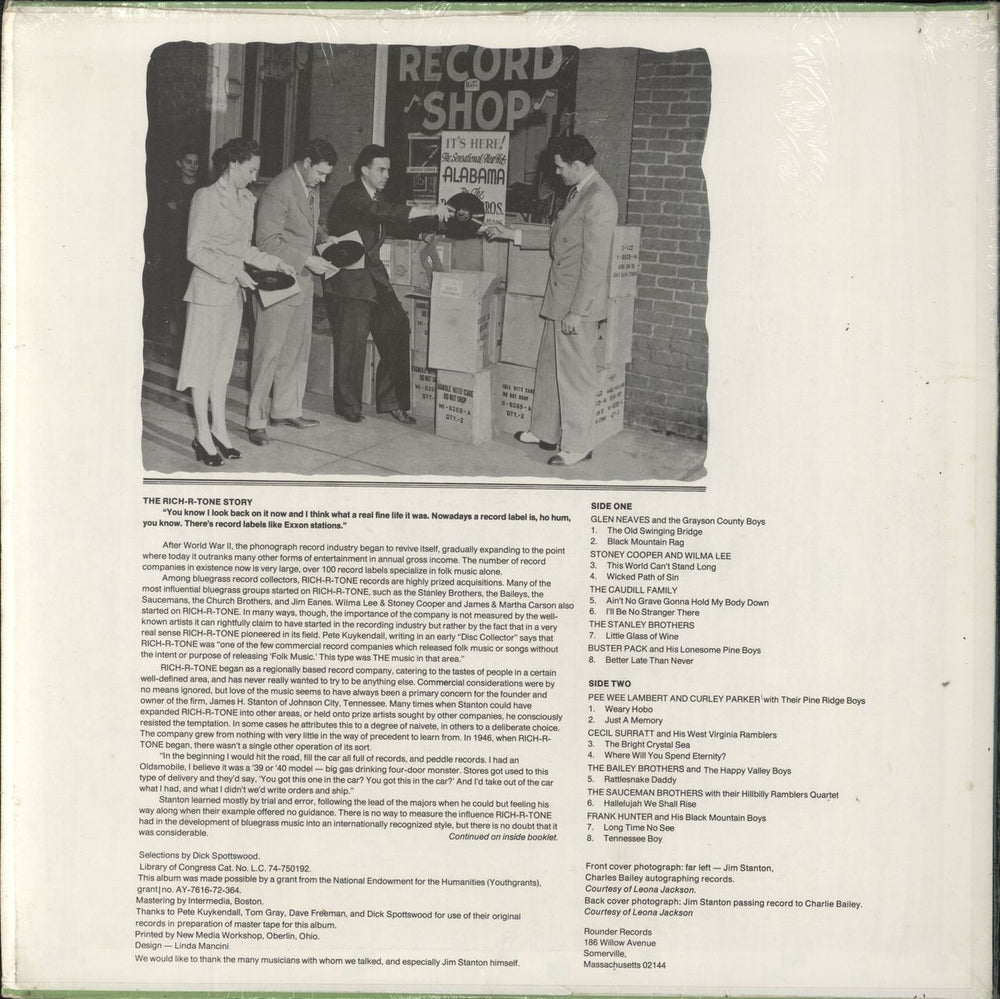 RECORD
SHOP
IT'S HERE!
The Sensational New Hit
ALABAMA
By The
BROS.
HANDLE WITH CARE
DO NOT DROP
MI-6269-A
QTY.-2
THE RICH-R-TONE STORY
"You know I look back on it now and I think what a real fine life it was. Nowadays a record label is, ho hum,
you know. There's record labels like Exxon stations."
After World War II, the phonograph record industry began to revive itself, gradually expanding to the point
where today it outranks many other forms of entertainment in annual gross income. The number of record
companies in existence now is very large, over 100 record labels specialize in folk music alone.
Among bluegrass record collectors, RICH-R-TONE records are highly prized acquisitions. Many of the
most influential bluegrass groups started on RICH-R-TONE, such as the Stanley Brothers, the Baileys, the
Saucemans, the Church Brothers, and Jim Eanes. Wilma Lee & Stoney Cooper and James & Martha Carson also
started on RICH-R-TONE. In many ways, though, the importance of the company is not measured by the well-
known artists it can rightfully claim to have started in the recording industry but rather by the fact that in a very
real sense RICH-R-TONE pioneered in its field. Pete Kuykendall, writing in an early "Disc Collector" says that
RICH-R-TONE was "one of the few commercial record companies which released folk music or songs without
the intent or purpose of releasing 'Folk Music.' This type was THE music in that area."
RICH-R-TONE began as a regionally based record company, catering to the tastes of people in a certain
well-defined area, and has never really wanted to try to be anything else. Commercial considerations were by
no means ignored, but love of the music seems to have always been a primary concern for the founder and
owner of the firm, James H. Stanton of Johnson City, Tennessee. Many times when Stanton could have
expanded RICH-R-TONE into other areas, or held onto prize artists sought by other companies, he consciously
resisted the temptation. In some cases he attributes this to a degree of naivete, in others to a deliberate choice.
The company grew from nothing with very little in the way of precedent to learn from. In 1946, when RICH-R-
TONE began, there wasn't a single other operation of its sort.
"In the beginning I would hit the road, fill the car all full of records, and peddle records. I had an
Oldsmobile, I believe it was a '39 or '40 model — big gas drinking four-door monster. Stores got used to this
type of delivery and they'd say, 'You got this one in the car? You got this in the car?' And I'd take out of the car
what I had, and what I didn't we'd write orders and ship."
Stanton learned mostly by trial and error, following the lead of the majors when he could but feeling his
way along when their example offered no guidance. There is no way to measure the influence RICH-R-TONE
had in the development of bluegrass music into an internationally recognized style, but there is no doubt that it
was considerable.
Continued on inside booklet.
Selections by Dick Spottswood.
Library of Congress Cat. No. L.C. 74-750192.
This album was made possible by a grant from the National Endowment for the Humanities (Youthgrants),
grant no. AY-7616-72-364.
Mastering by Intermedia, Boston.
Thanks to Pete Kuykendall, Tom Gray, Dave Freeman, and Dick Spottswood for use of their original
records in preparation of master tape for this album.
Printed by New Media Workshop, Oberlin, Ohio.
Design — Linda Mancini
We would like to thank the many musicians with whom we talked, and especially Jim Stanton himself.
SIDE ONE
GLEN NEAVES and the Grayson County Boys
1. The Old Swinging Bridge
2. Black Mountain Rag
STONEY COOPER AND WILMA LEE
3. This World Can't Stand Long
4. Wicked Path of Sin
THE CAUDILL FAMILY
5. Ain't No Grave Gonna Hold My Body Down
6. I'll Be No Stranger There
THE STANLEY BROTHERS
7. Little Glass of Wine
BUSTER PACK and His Lonesome Pine Boys
8. Better Late Than Never
SIDE TWO
PEE WEE LAMBERT AND CURLEY PARKER with Their Pine Ridge Boys
1. Weary Hobo
2. Just A Memory
CECIL SURRATT and His West Virginia Ramblers
3. The Bright Crystal Sea
4. Where Will You Spend Eternity?
THE BAILEY BROTHERS and The Happy Valley Boys
5. Rattlesnake Daddy
THE SAUCEMAN BROTHERS with their Hillbilly Ramblers Quartet
6. Hallelujah We Shall Rise
FRANK HUNTER and His Black Mountain Boys
7. Long Time No See
8. Tennessee Boy
Front cover photograph: far left — Jim Stanton,
Charles Bailey autographing records.
Courtesy of Leona Jackson.
Back cover photograph: Jim Stanton passing record to Charlie Bailey.
Courtesy of Leona Jackson
Rounder Records
186 Willow Avenue
Somerville,
Massachusetts 02144